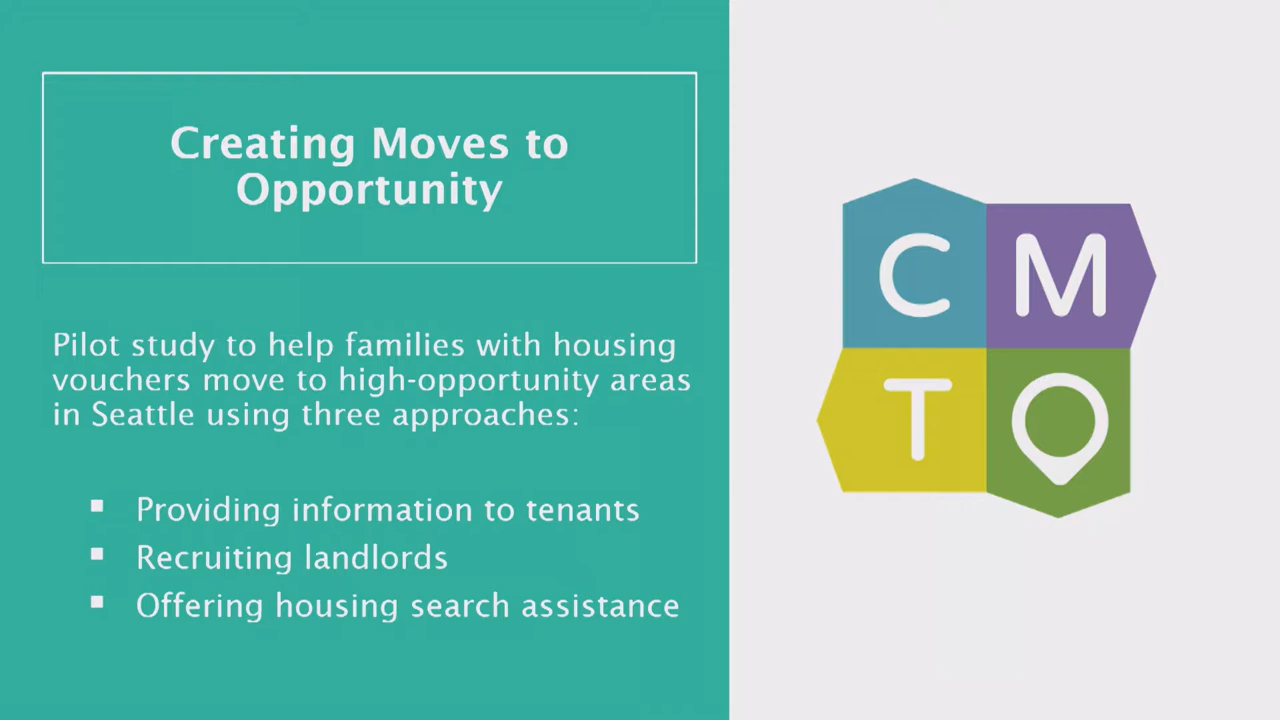 Creating Moves to
Opportunity
Pilot study to help families with housing
vouchers move to high-opportunity areas
in Seattle using three approaches:
▪ Providing information to tenants
▪ Recruiting landlords
▪ Offering housing search assistance
C M
T O